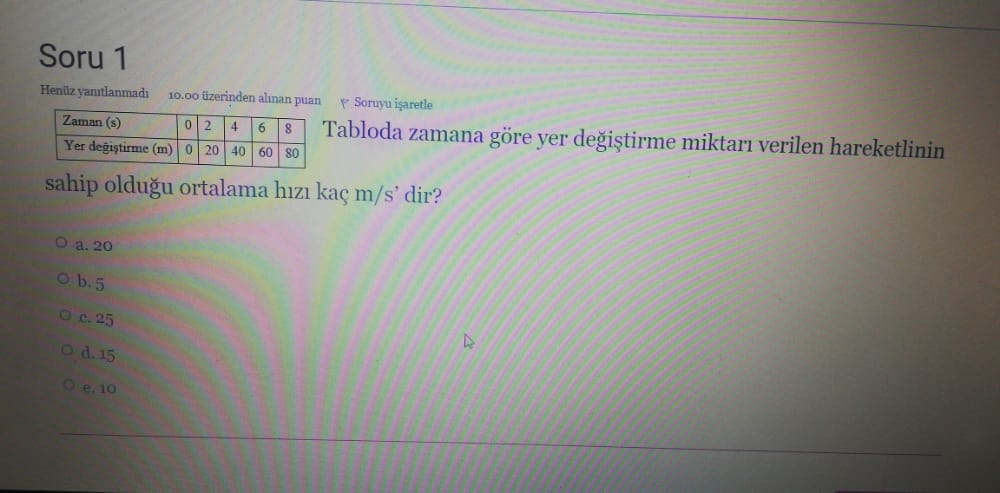 Soru 1
Henüz yanıtlanmadı 10.00 üzerinden alınan puan Soruyu işaretle
Zaman (s) 0 2 4 6 8
Yer değiştirme (m) 0 20 40 60 80
Tabloda zamana göre yer değiştirme miktarı verilen hareketlinin
sahip olduğu ortalama hızı kaç m/s' dir?
a. 20
b. 5
c. 25
d. 15
e. 10